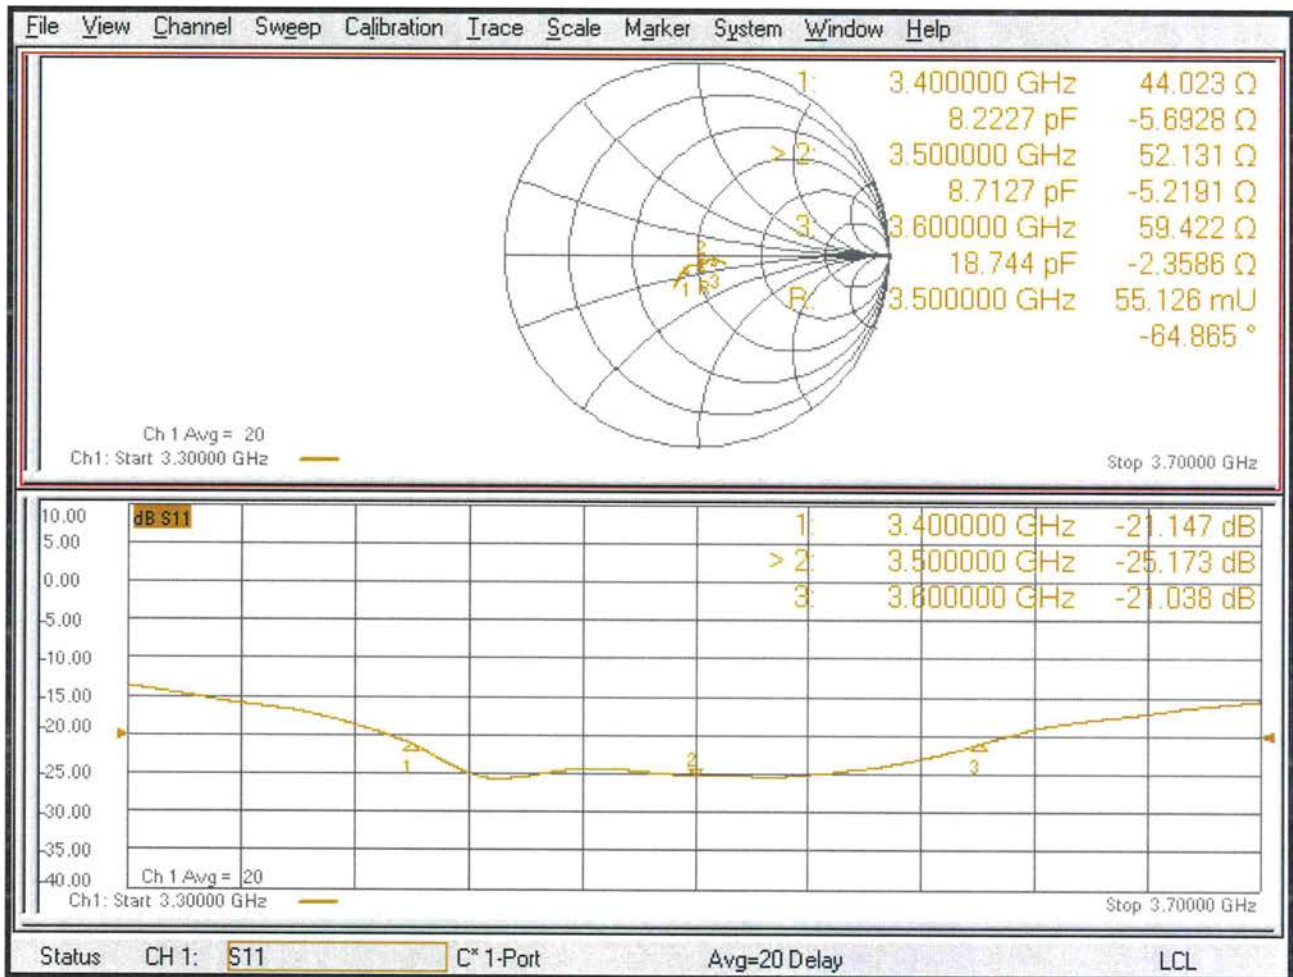 File View Channel Sweep Calibration Trace Scale Marker System Window Help
1: 3.400000 GHz 44.023 Ω
8.2227 pF -5.6928 Ω
> 2: 3.500000 GHz 52.131 Ω
8.7127 pF -5.2191 Ω
3: 3.600000 GHz 59.422 Ω
18.744 pF -2.3586 Ω
R: 3.500000 GHz 55.126 mU
-64.865 °
2
1 R 3
Ch 1 Avg = 20
Ch1: Start 3.30000 GHz Stop 3.70000 GHz
10.00 dB S11 1: 3.400000 GHz -21.147 dB
5.00 > 2: 3.500000 GHz -25.173 dB
0.00 3: 3.600000 GHz -21.038 dB
-5.00
-10.00
-15.00
-20.00
1 2 3
-25.00
-30.00
-35.00
-40.00 Ch 1 Avg = 20
Ch1: Start 3.30000 GHz Stop 3.70000 GHz
Status CH 1: S11 C* 1-Port Avg=20 Delay LCL